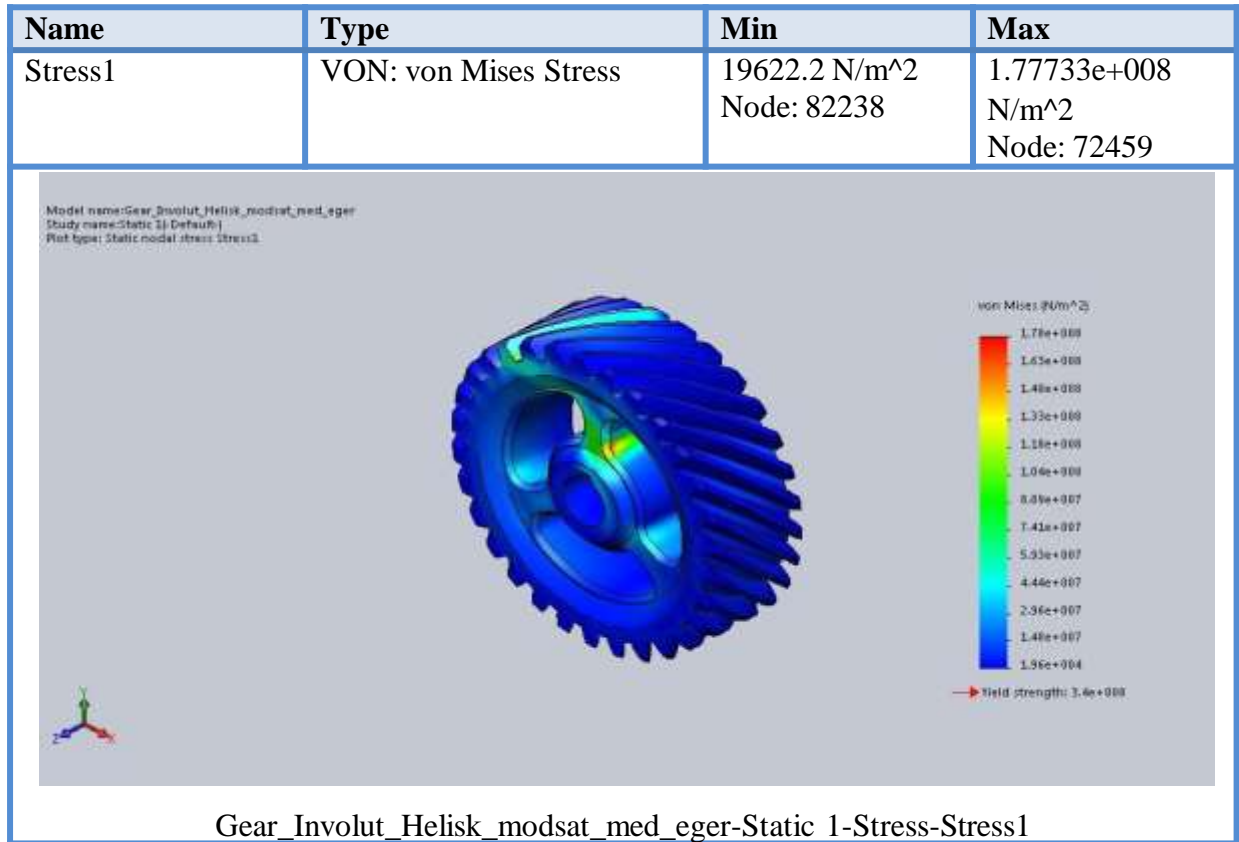 Name Type Min Max
Stress1 VON: von Mises Stress 19622.2 N/m^2 1.77733e+008
Node: 82238 N/m^2
Node: 72459
Model name:Gear_Involut_Helisk_modsat_med_eger
Study name:Static 1(-Default-)
Plot type: Static nodal stress Stress1
von Mises (N/m^2)
1.78e+008
1.63e+008
1.48e+008
1.33e+008
1.18e+008
1.04e+008
8.89e+007
7.41e+007
5.93e+007
4.44e+007
2.96e+007
1.48e+007
1.96e+004
Yield strength: 3.4e+008
Y
Z X
Gear_Involut_Helisk_modsat_med_eger-Static 1-Stress-Stress1